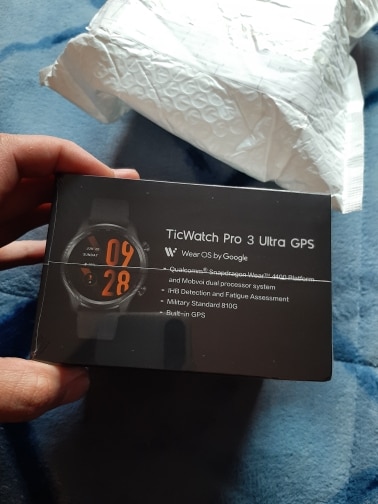 TicWatch Pro 3 Ultra GPS
Wear OS by Google
• Qualcomm® Snapdragon Wear™ 4100 Platform
and Mobvoi dual processor system
• IHB Detection and Fatigue Assessment
• Military Standard 810G
• Built-in GPS
SUNDAY
09
28